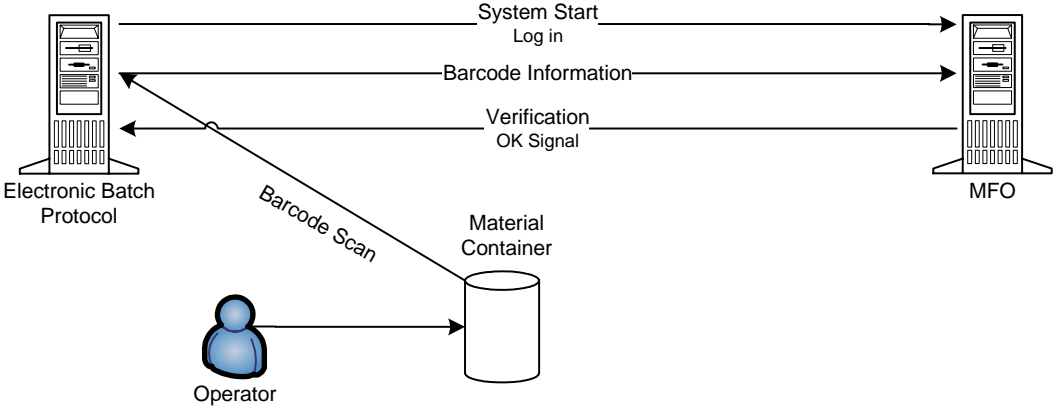 System Start
Log in
Barcode Information
Verification
OK Signal
Electronic Batch
Protocol
MFO
Barcode Scan
Material
Container
Operator